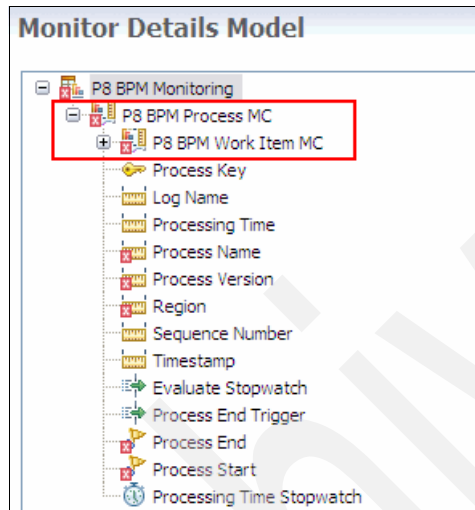 Monitor Details Model
P8 BPM Monitoring
P8 BPM Process MC
P8 BPM Work Item MC
Process Key
Log Name
Processing Time
Process Name
Process Version
Region
Sequence Number
Timestamp
Evaluate Stopwatch
Process End Trigger
Process End
Process Start
Processing Time Stopwatch